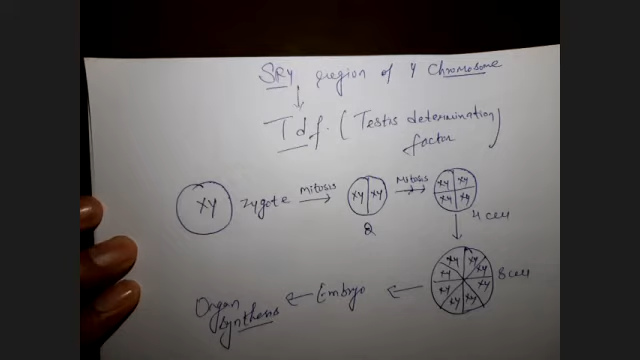 SRY region of Y Chromosome
Tdf. (Testis determination
factor)
XY zygote Mitosis XY XY Mitosis XY XY
XY XY
2
4 cell
XY XY
XY XY
XY XY
XY XY
8 cell
Organ Embryo
synthesis